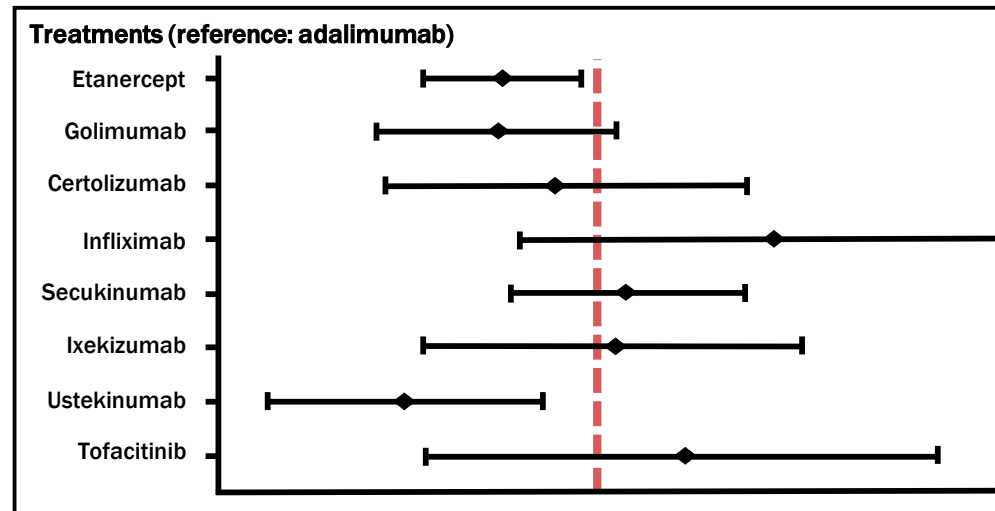 Treatments (reference: adalimumab)
Etanercept
Golimumab
Certolizumab
Infliximab
Secukinumab
Ixekizumab
Ustekinumab
Tofacitinib